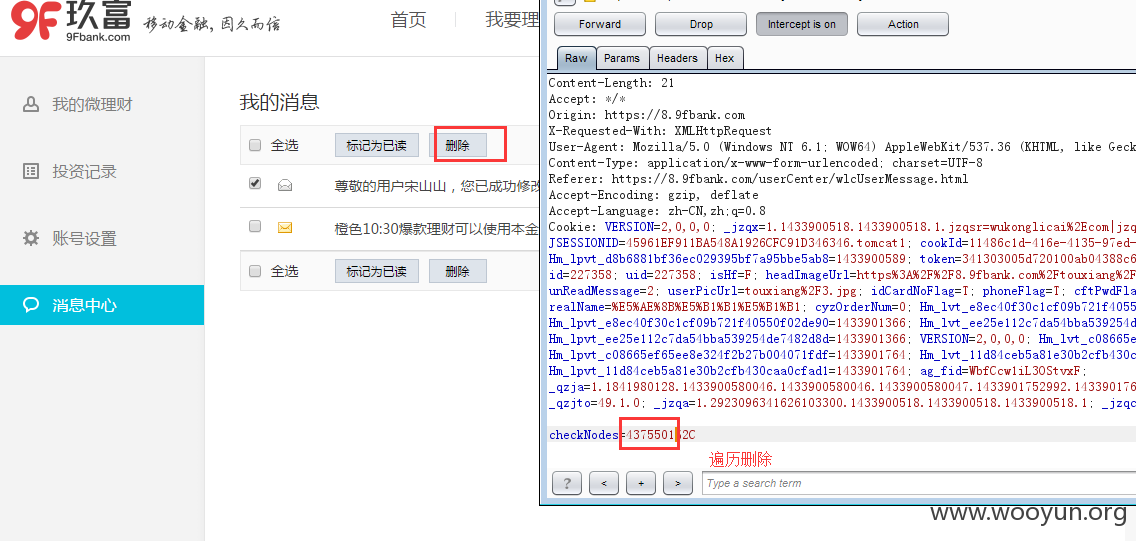 9F 玖富
9Fbank.com
移动金融, 因久而信
首页
我要理
我的微理财
投资记录
账号设置
消息中心
我的消息
全选
标记为已读
删除
尊敬的用户宋山山，您已成功修改
橙色10:30爆款理财可以使用本金
全选
标记为已读
删除
Forward
Drop
Intercept is on
Action
Raw
Params
Headers
Hex
Content-Length: 21
Accept: */*
Origin: https://8.9fbank.com
X-Requested-With: XMLHttpRequest
User-Agent: Mozilla/5.0 (Windows NT 6.1; WOW64) AppleWebKit/537.36 (KHTML, like Geck
Content-Type: application/x-www-form-urlencoded; charset=UTF-8
Referer: https://8.9fbank.com/userCenter/wlcUserMessage.html
Accept-Encoding: gzip, deflate
Accept-Language: zh-CN,zh;q=0.8
Cookie: VERSION=2,0,0,0; _jzqx=1.1433900518.1433900518.1.jzqsr=wukonglicai%2Ecom|jzq
JSESSIONID=45961EF911BA548A1926CFC91D346346.tomcat1; cookId=11486c1d-416e-4135-97ed-
Hm_lpvt_d8b6881bf36ec029395bf7a95bbe5ab8=1433900589; token=341303005d720100ab04388c6
id=227358; uid=227358; isHf=F; headImageUrl=https%3A%2F%2F8.9fbank.com%2Ftouxiang%2F
unReadMessage=2; userPicUrl=touxiang%2F3.jpg; idCardNoFlag=T; phoneFlag=T; cftPwdFla
realName=%E5%AE%8B%E5%B1%B1%E5%B1%B1; cyzOrderNum=0; Hm_lvt_e8ec40f30c1cf09b721f4055
Hm_lpvt_e8ec40f30c1cf09b721f40550f02de90=1433901366; Hm_lvt_ee25e112c7da54bba539254d
Hm_lpvt_ee25e112c7da54bba539254de7482d8d=1433901366; VERSION=2,0,0,0; Hm_lvt_c08665e
Hm_lpvt_c08665ef65ee8e324f2b27b004071fdf=1433901764; Hm_lvt_11d84ceb5a81e30b2cfb430c
Hm_lpvt_11d84ceb5a81e30b2cfb430caa0cfad1=1433901764; ag_fid=WbfCcw1iL3OStvxF;
_qzja=1.1841980128.1433900580046.1433900580046.1433900580047.1433901752992.143390176
_qzjto=49.1.0; _jzqa=1.2923096341626103300.1433900518.1433900518.1433900518.1; _jzqc
checkNodes=4375501%2C
遍历删除
?
<
+
>
Type a search term
www.wooyun.org